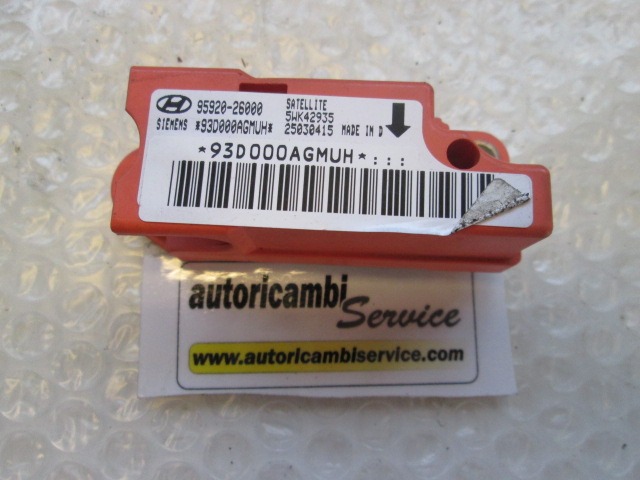 95920-26000 SATELLITE
5WK42935
SIEMENS *93D000AGMUH* 25030415 MADE IN D
*93D000AGMUH*:::
autoricambi
Service
www.autoricambiservice.com